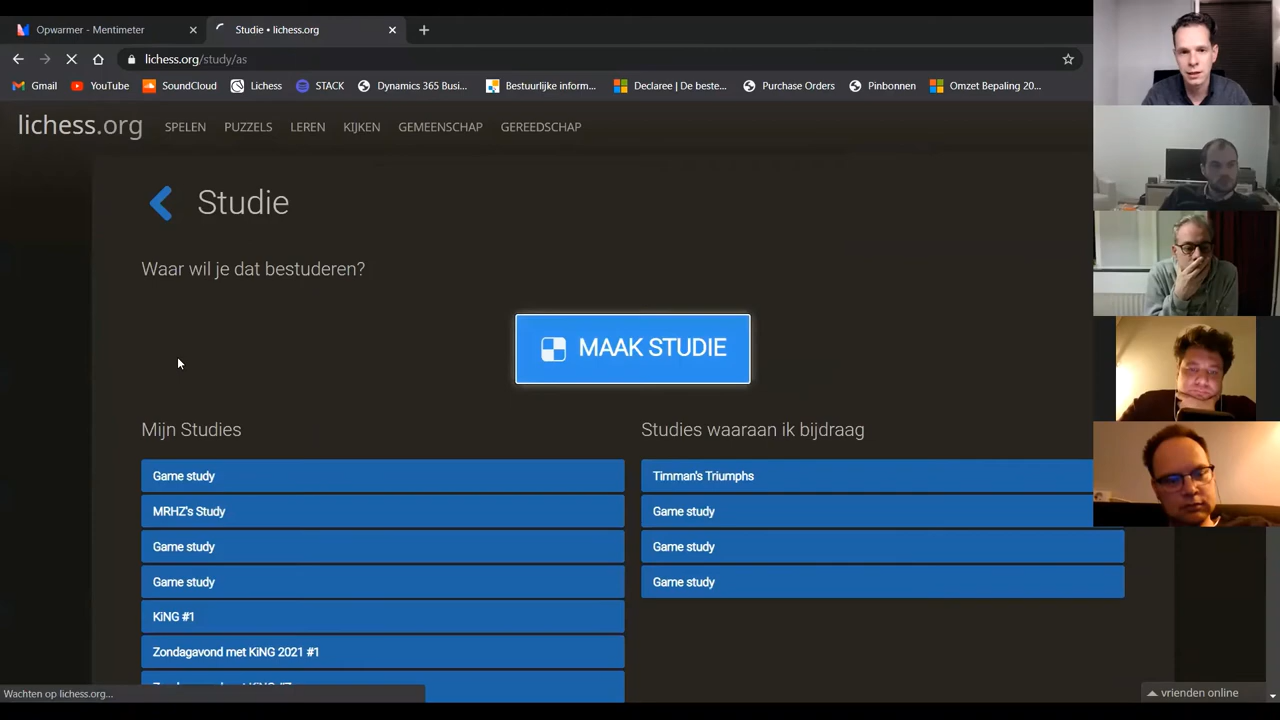 Opwarmer - Mentimeter
Studie • lichess.org
lichess.org/study/as
Gmail
YouTube
SoundCloud
Lichess
STACK
Dynamics 365 Busi...
Bestuurlijke inform...
Declaree | De beste...
Purchase Orders
Pinbonnen
Omzet Bepaling 20...
lichess.org
SPELEN
PUZZELS
LEREN
KIJKEN
GEMEENSCHAP
GEREEDSCHAP
Studie
Waar wil je dat bestuderen?
MAAK STUDIE
Mijn Studies
Game study
MRHZ's Study
Game study
Game study
KiNG #1
Zondagavond met KiNG 2021 #1
Studies waaraan ik bijdraag
Timman's Triumphs
Game study
Game study
Game study
Wachten op lichess.org...
vrienden online